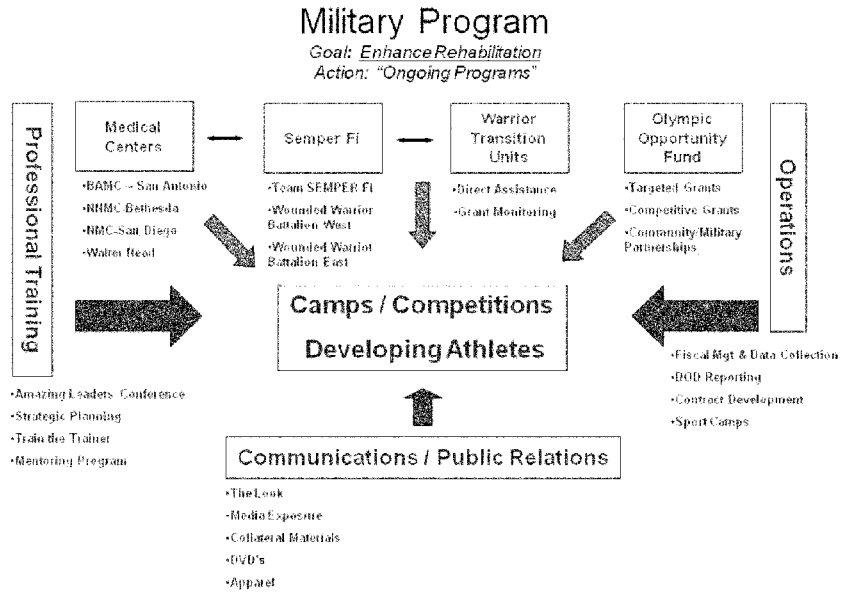 Military Program
Goal: Enhance Rehabilitation
Action: "Ongoing Programs"
Professional Training
Medical
Centers
Semper Fi
Warrior
Transition
Units
Olympic
Opportunity
Fund
Operations
•BAMC – San Antonio
•NNMC-Bethesda
•NMC-San Diego
•Walter Reed
•Team SEMPER FI
•Wounded Warrior
Battalion West
•Wounded Warrior
Battalion East
•Direct Assistance
•Grant Monitoring
•Targeted Grants
•Competitive Grants
•Community/Military
Partnerships
Camps / Competitions
Developing Athletes
•Amazing Leaders Conference
•Strategic Planning
•Train the Trainer
•Mentoring Program
•Fiscal Mgt & Data Collection
•DOD Reporting
•Contract Development
•Sport Camps
Communications / Public Relations
•The Look
•Media Exposure
•Collateral Materials
•DVD's
•Apparel